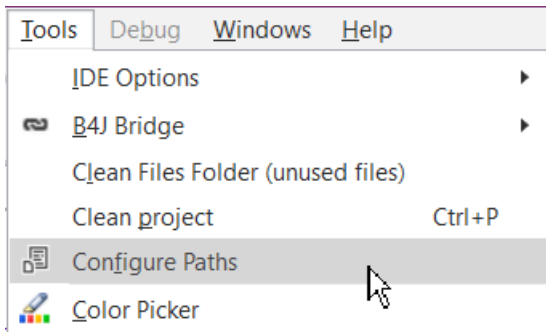 Tools Debug Windows Help
IDE Options
B4J Bridge
Clean Files Folder (unused files)
Clean project Ctrl+P
Configure Paths
Color Picker